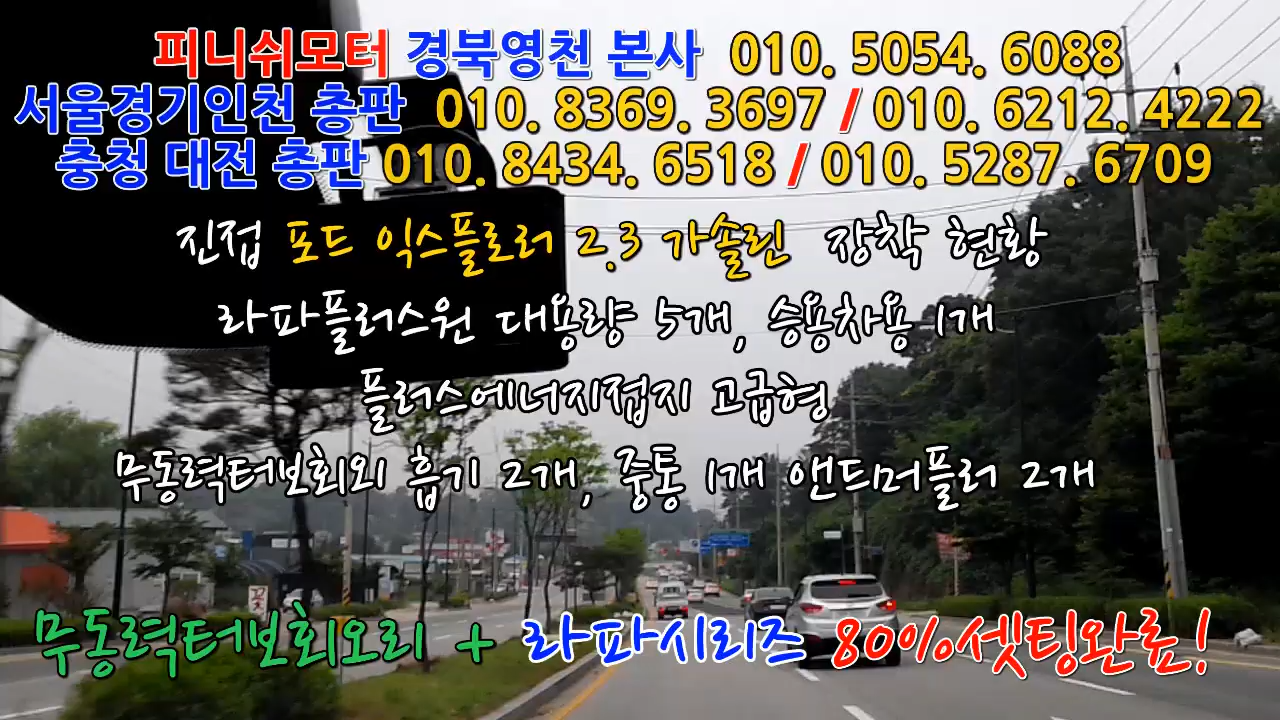 피니쉬모터 경북영천 본사 010. 5054. 6088
서울경기인천 총판 010. 8369. 3697 / 010. 6212. 4222
충청 대전 총판 010. 8434. 6518 / 010. 5287. 6709
진접 포드 익스플로러 2.3 가솔린 장착 현황
라파플러스원 대용량 5개, 승용차용 1개
플러스에너지접지 고급형
무동력터보회외 흡기 2개, 중통 1개 앤드머플러 2개
무동력터보회오리 + 라파시리즈 80%셋팅완료!